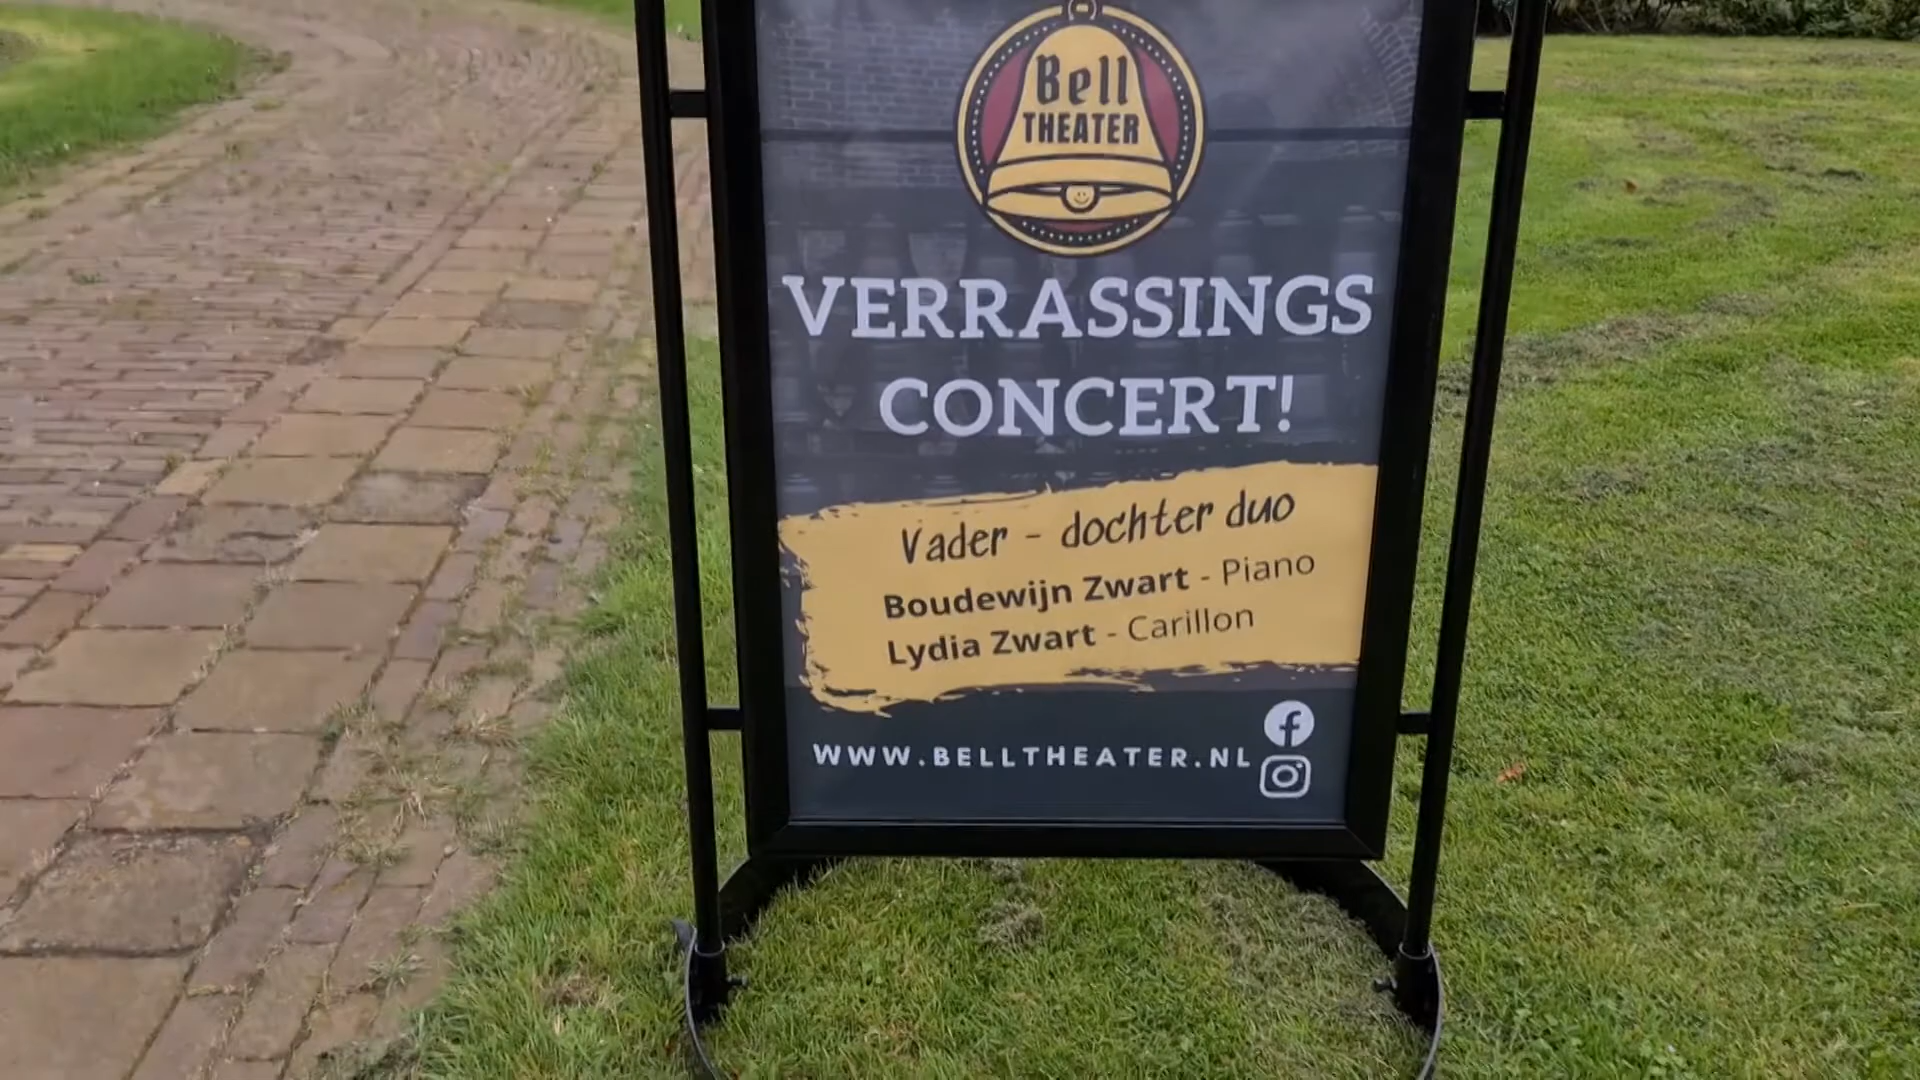 Bell
THEATER
VERRASSINGS
CONCERT!
Vader - dochter duo
Boudewijn Zwart - Piano
Lydia Zwart - Carillon
WWW.BELLTHEATER.NL